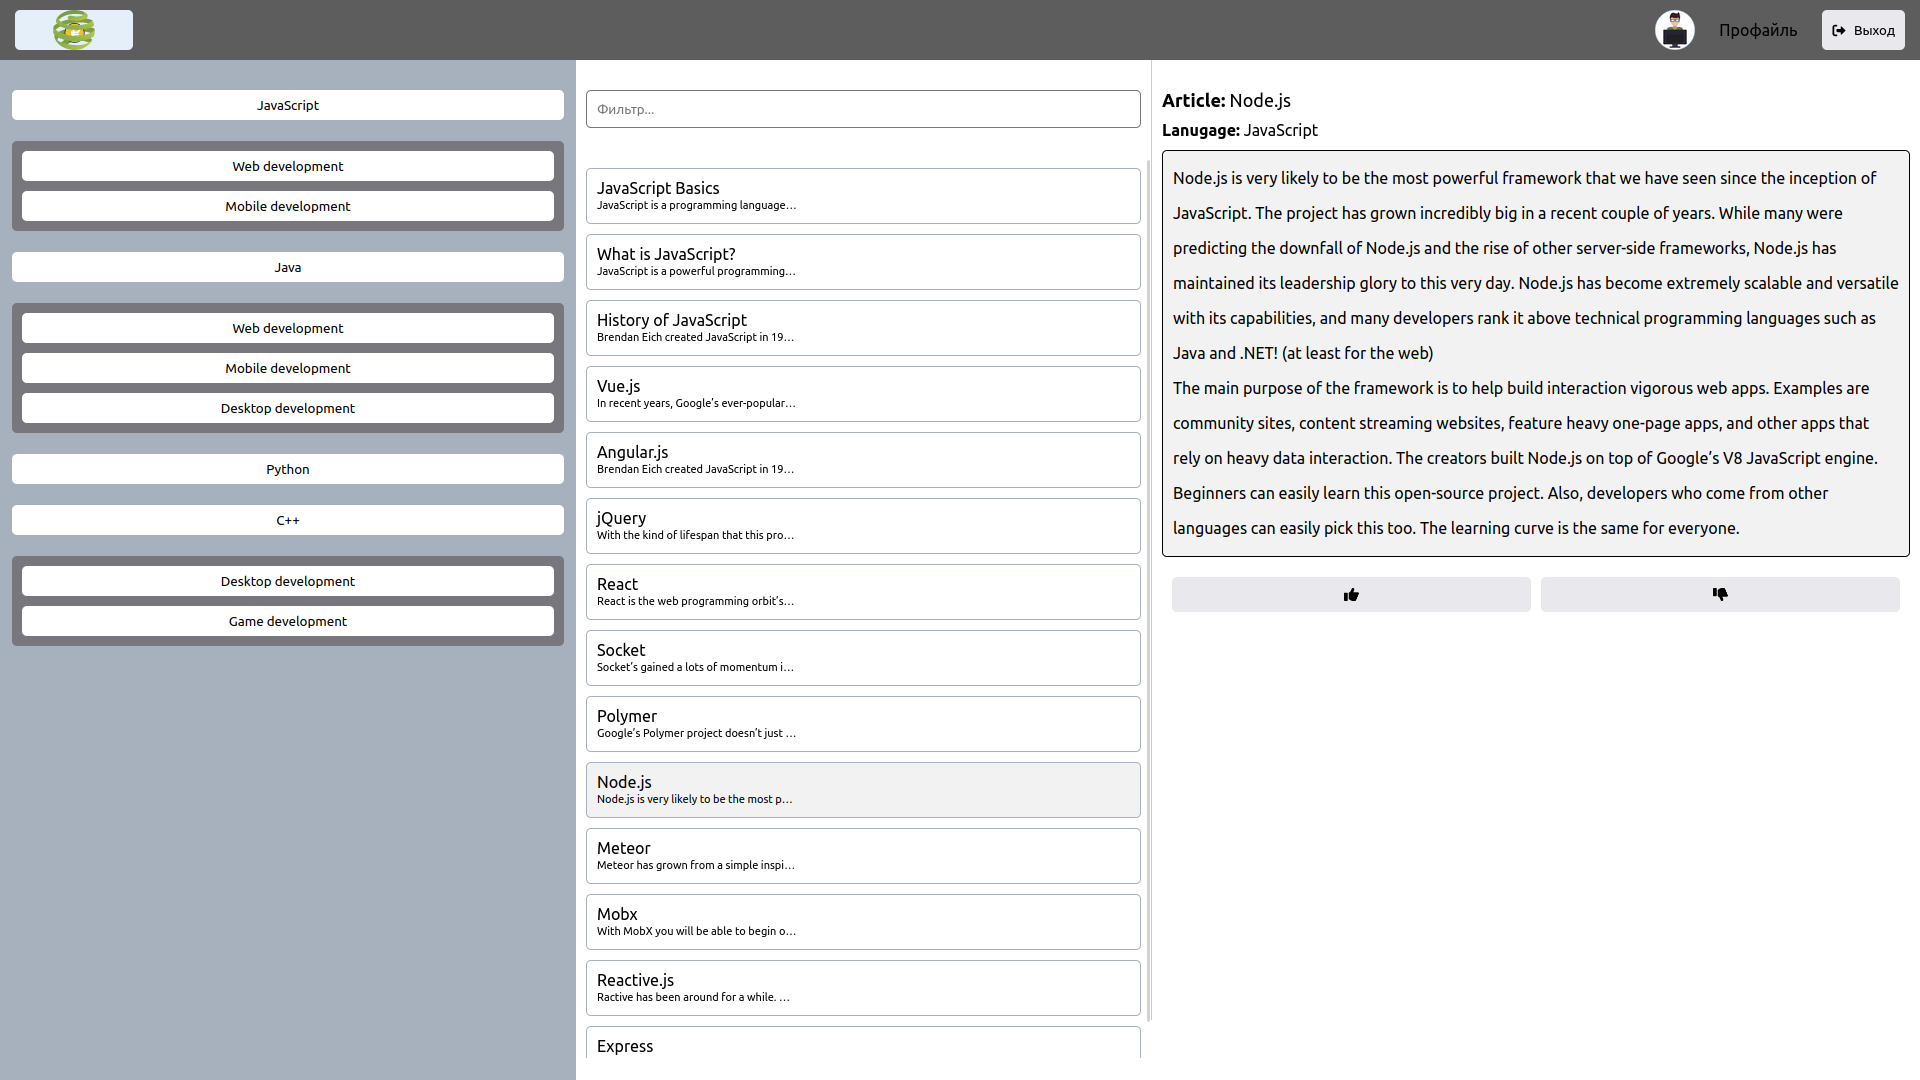 Профайль
Выход
JavaScript
Web development
Mobile development
Java
Web development
Mobile development
Desktop development
Python
C++
Desktop development
Game development
Фильтр...
JavaScript Basics
JavaScript is a programming language...
What is JavaScript?
JavaScript is a powerful programming...
History of JavaScript
Brendan Eich created JavaScript in 19...
Vue.js
In recent years, Google’s ever-popular...
Angular.js
Brendan Eich created JavaScript in 19...
jQuery
With the kind of lifespan that this pro...
React
React is the web programming orbit’s...
Socket
Socket’s gained a lots of momentum i...
Polymer
Google’s Polymer project doesn’t just ...
Node.js
Node.js is very likely to be the most p...
Meteor
Meteor has grown from a simple inspi...
Mobx
With MobX you will be able to begin o...
Reactive.js
Ractive has been around for a while. ...
Express
Article: Node.js
Lanugage: JavaScript
Node.js is very likely to be the most powerful framework that we have seen since the inception of
JavaScript. The project has grown incredibly big in a recent couple of years. While many were
predicting the downfall of Node.js and the rise of other server-side frameworks, Node.js has
maintained its leadership glory to this very day. Node.js has become extremely scalable and versatile
with its capabilities, and many developers rank it above technical programming languages such as
Java and .NET! (at least for the web)
The main purpose of the framework is to help build interaction vigorous web apps. Examples are
community sites, content streaming websites, feature heavy one-page apps, and other apps that
rely on heavy data interaction. The creators built Node.js on top of Google’s V8 JavaScript engine.
Beginners can easily learn this open-source project. Also, developers who come from other
languages can easily pick this too. The learning curve is the same for everyone.